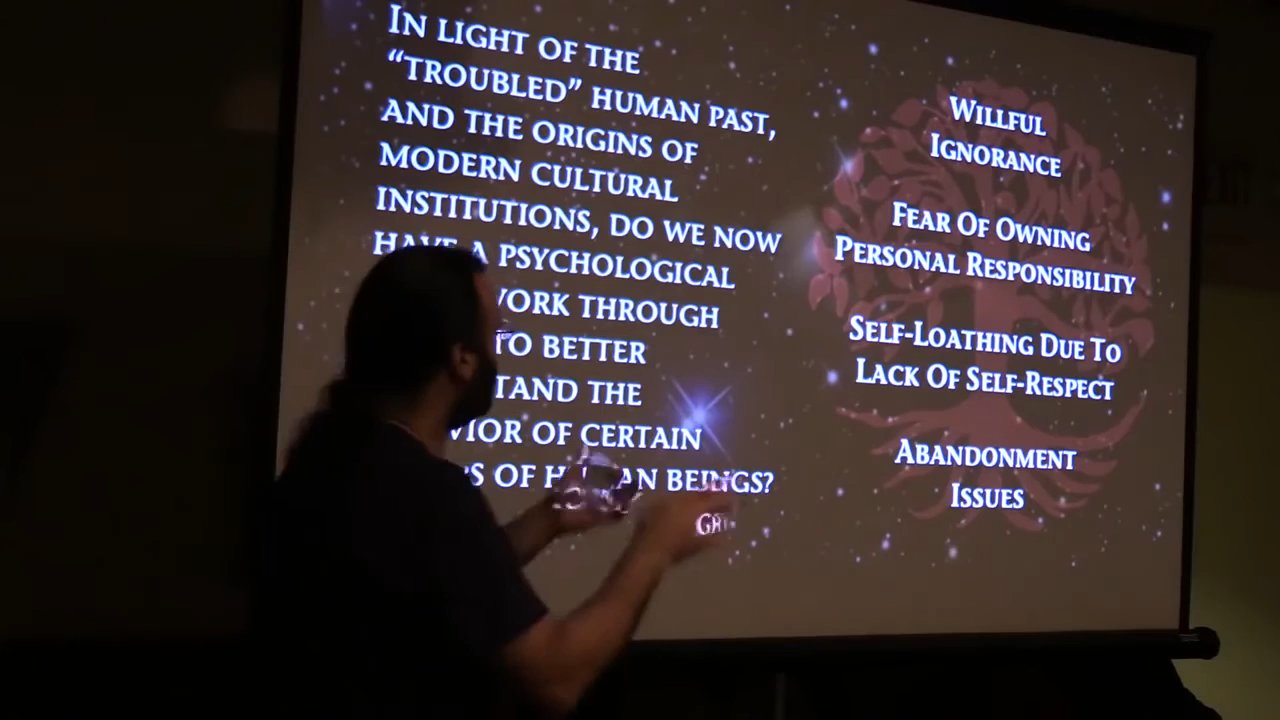 In light of the
"troubled" human past,
and the origins of
modern cultural
institutions, do we now
have a psychological
work through
to better
tand the
vior of certain
s of human beings?
Willful
Ignorance
Fear Of Owning
Personal Responsibility
Self-Loathing Due To
Lack Of Self-Respect
Abandonment
Issues